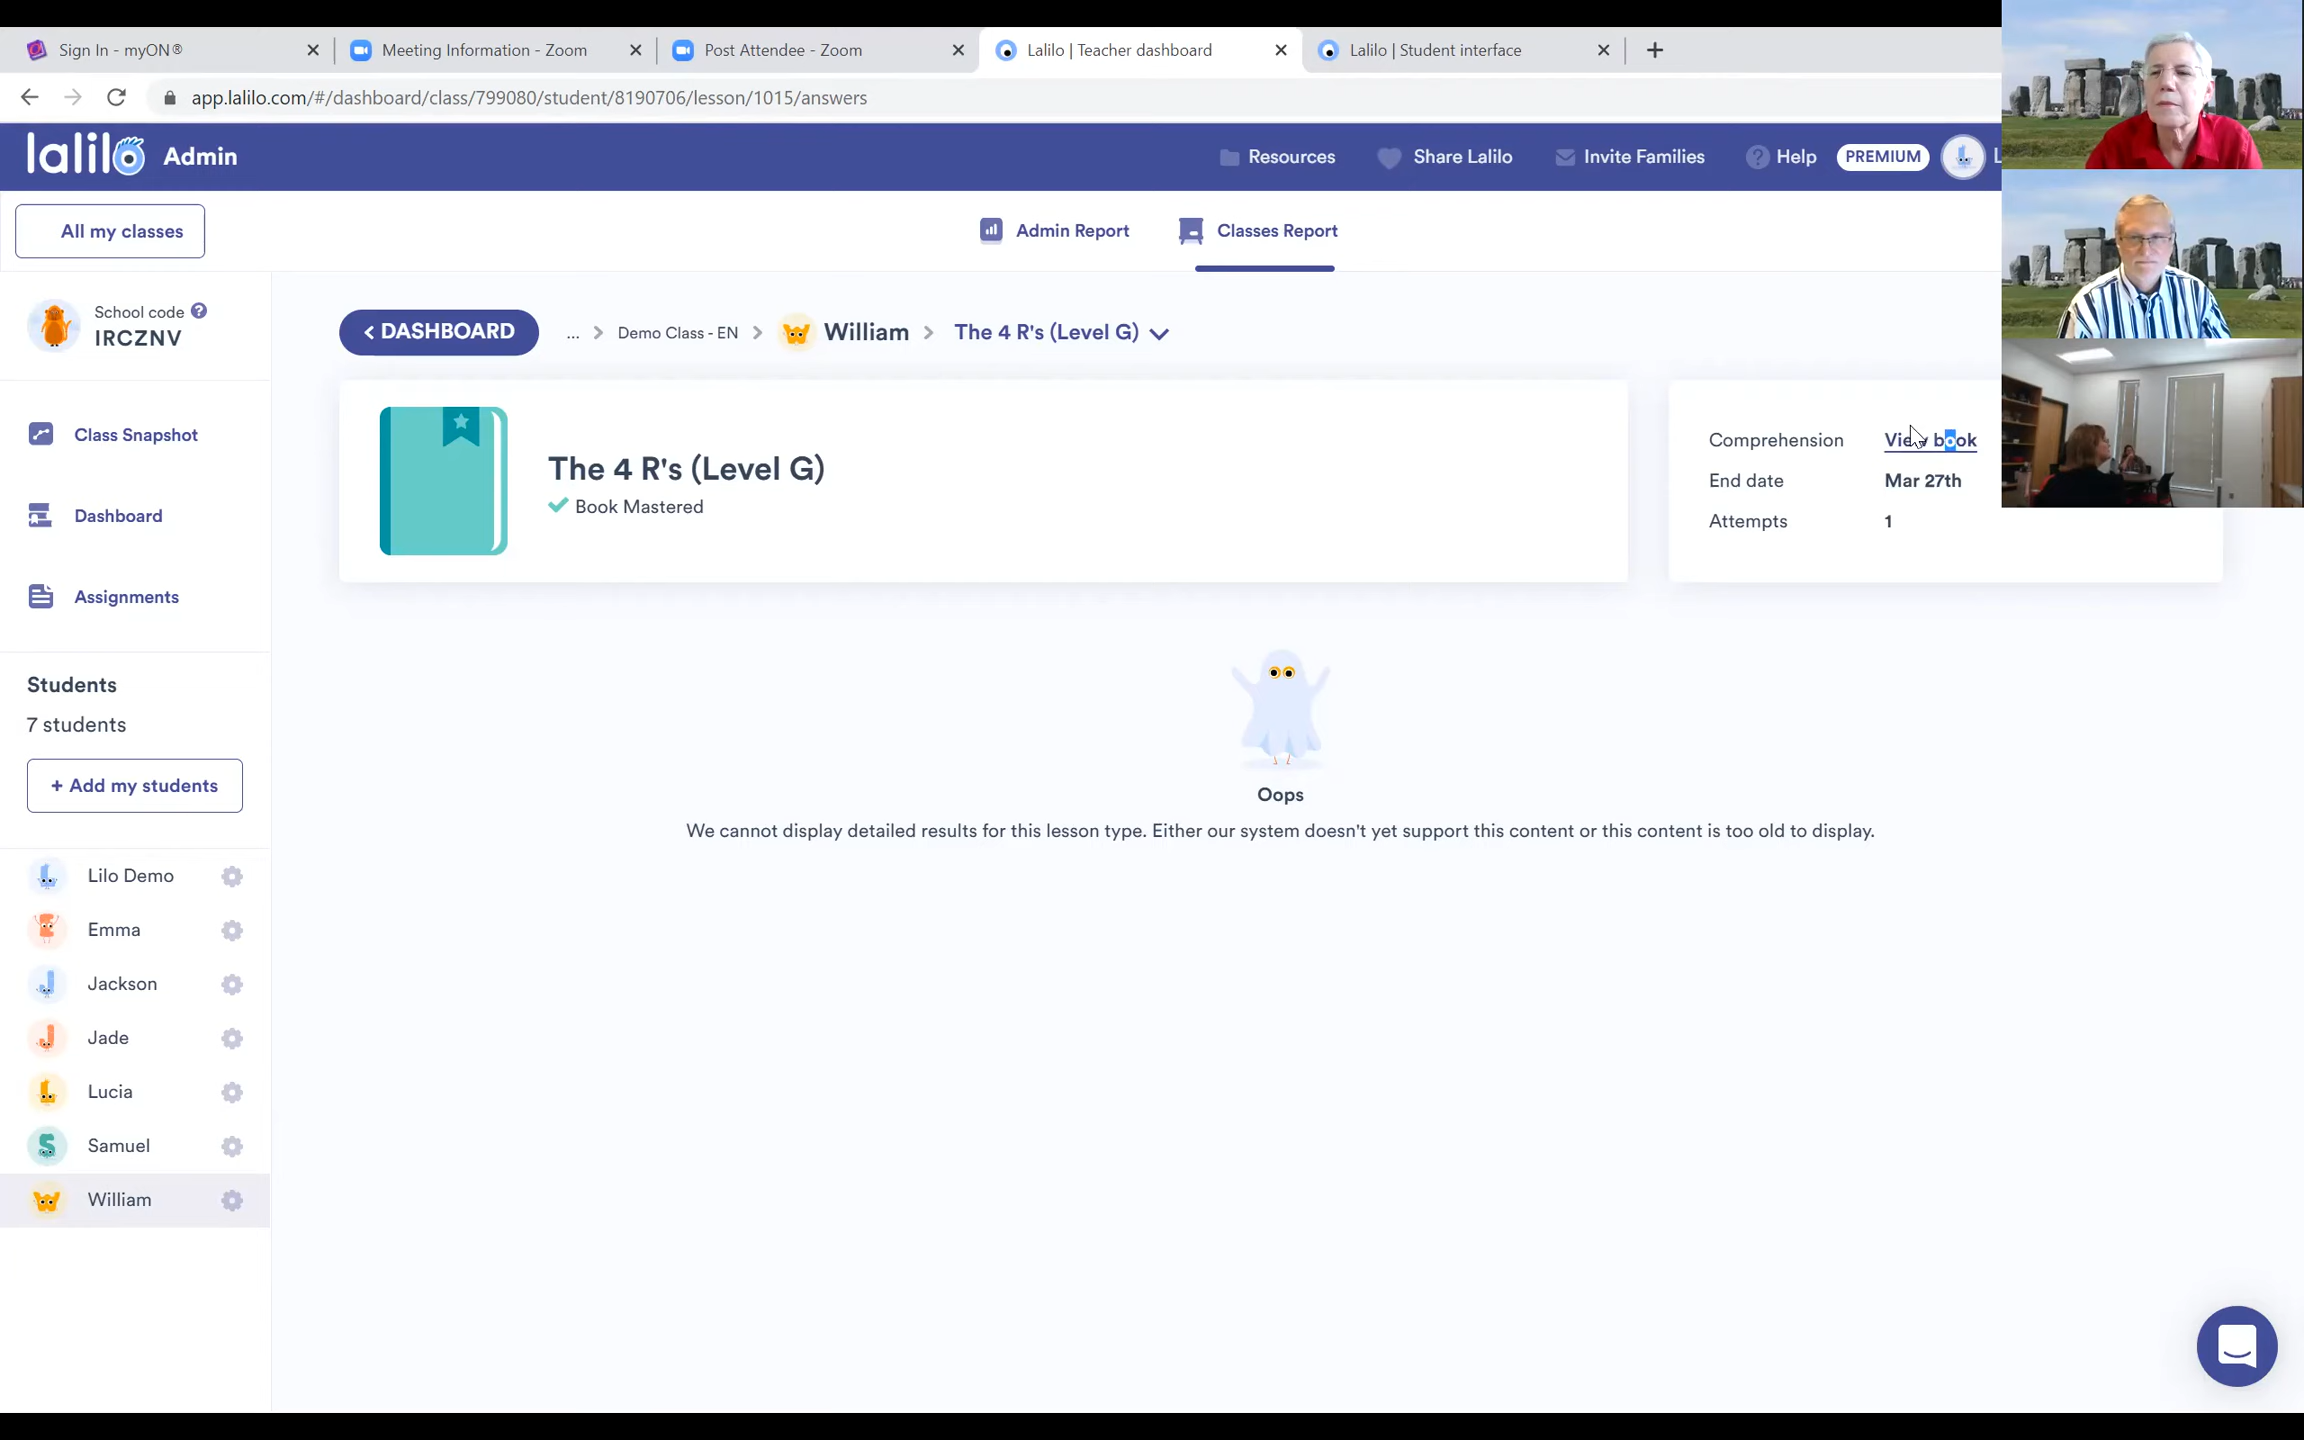 Sign In - myON®
Meeting Information - Zoom
Post Attendee - Zoom
Lalilo | Teacher dashboard
Lalilo | Student interface
app.lalilo.com/#/dashboard/class/799080/student/8190706/lesson/1015/answers
lalilo Admin
Resources
Share Lalilo
Invite Families
Help
PREMIUM
L
All my classes
Admin Report
Classes Report
School code
IRCZNV
< DASHBOARD
... > Demo Class - EN > William > The 4 R's (Level G)
The 4 R's (Level G)
Book Mastered
Comprehension View book
End date Mar 27th
Attempts 1
Class Snapshot
Dashboard
Assignments
Students
7 students
+ Add my students
Oops
We cannot display detailed results for this lesson type. Either our system doesn't yet support this content or this content is too old to display.
Lilo Demo
Emma
Jackson
Jade
Lucia
Samuel
William